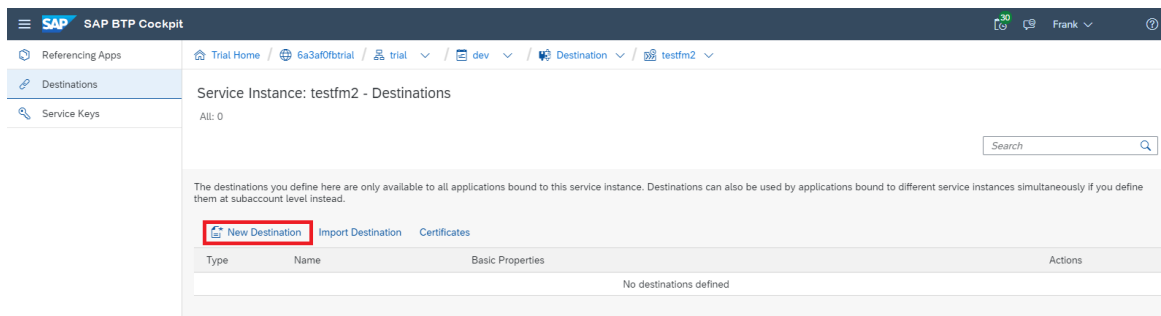 SAP SAP BTP Cockpit 30 Frank
Referencing Apps
Trial Home / 6a3af0fbtrial / trial / dev / Destination / testfm2
Destinations
Service Instance: testfm2 - Destinations
Service Keys
All: 0
Search
The destinations you define here are only available to all applications bound to this service instance. Destinations can also be used by applications bound to different service instances simultaneously if you define
them at subaccount level instead.
New Destination Import Destination Certificates
Type Name Basic Properties Actions
No destinations defined